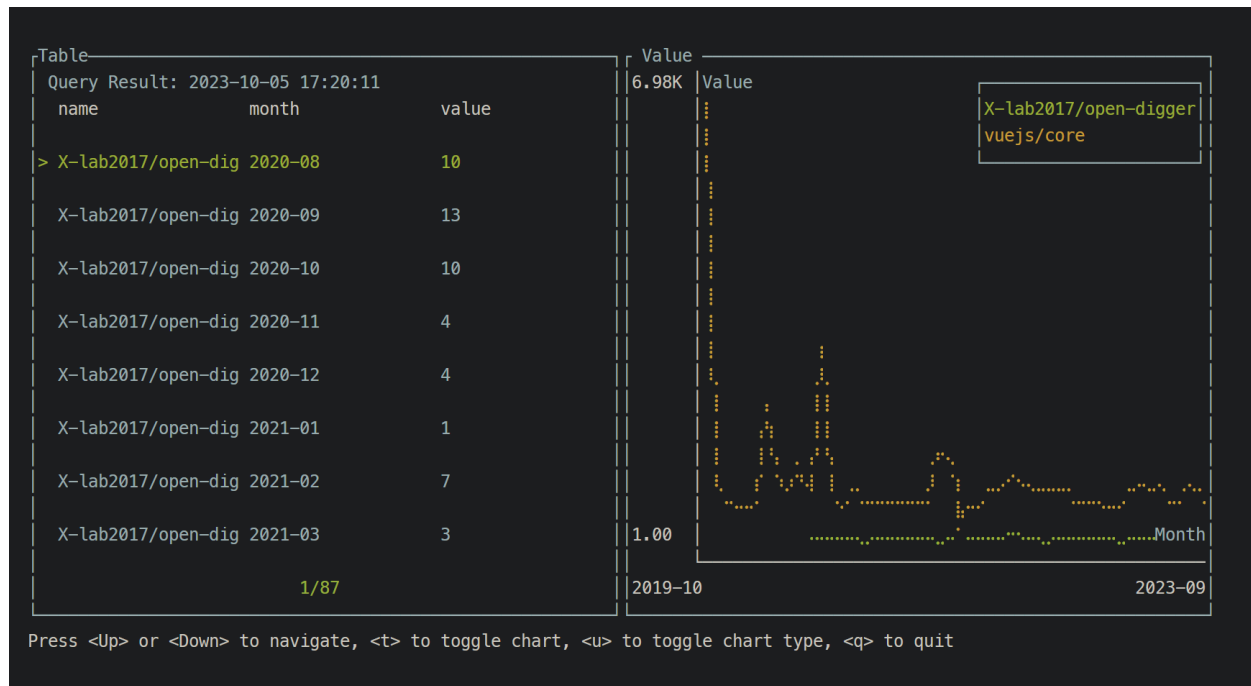 Table
Query Result: 2023-10-05 17:20:11
name month value
> X-lab2017/open-dig 2020-08 10
X-lab2017/open-dig 2020-09 13
X-lab2017/open-dig 2020-10 10
X-lab2017/open-dig 2020-11 4
X-lab2017/open-dig 2020-12 4
X-lab2017/open-dig 2021-01 1
X-lab2017/open-dig 2021-02 7
X-lab2017/open-dig 2021-03 3
1/87
Value
6.98K Value
X-lab2017/open-digger
vuejs/core
1.00 Month
2019-10 2023-09
Press <Up> or <Down> to navigate, <t> to toggle chart, <u> to toggle chart type, <q> to quit